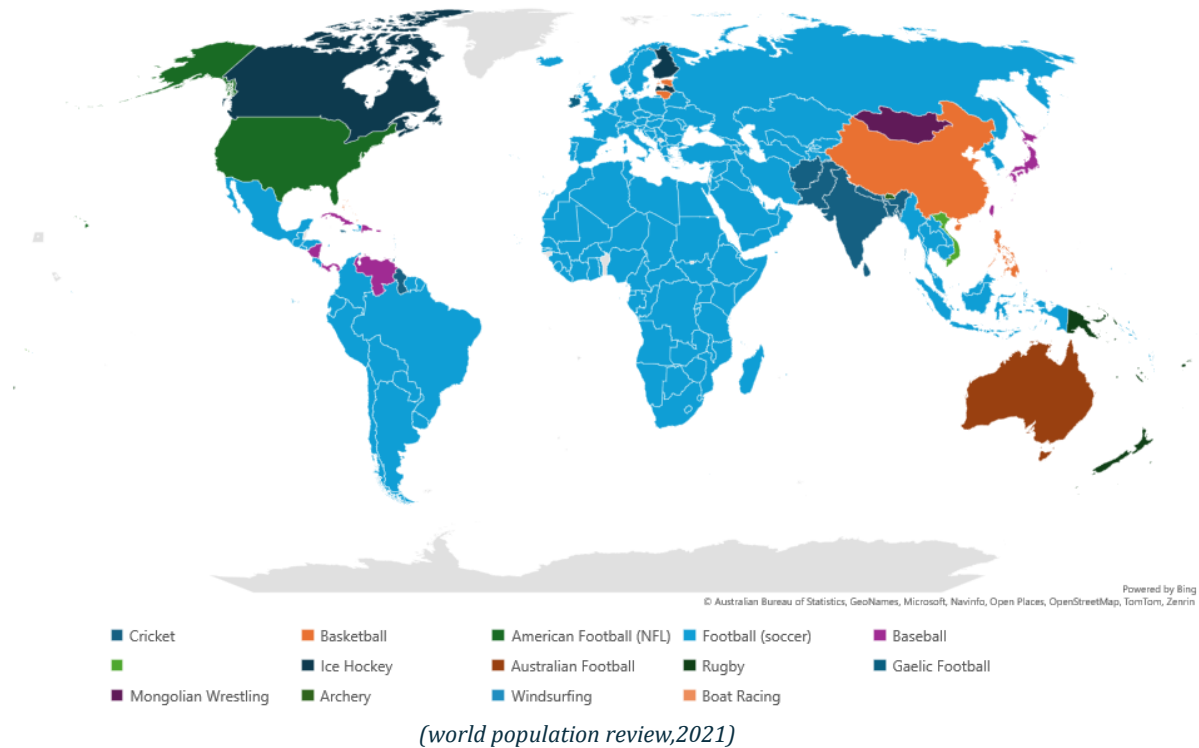 Powered by Bing
© Australian Bureau of Statistics, GeoNames, Microsoft, Navinfo, Open Places, OpenStreetMap, TomTom, Zenrin
Cricket Basketball American Football (NFL) Football (soccer) Baseball
Ice Hockey Australian Football Rugby Gaelic Football
Mongolian Wrestling Archery Windsurfing Boat Racing
(world population review,2021)